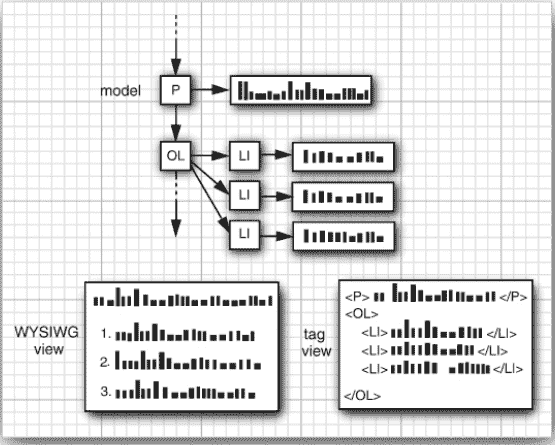 model
P
OL
LI
LI
LI
WYSIWG
view
1.
2.
3.
tag
view
<P> </P>
<OL>
<LI> </LI>
<LI> </LI>
<LI> </LI>
</OL>